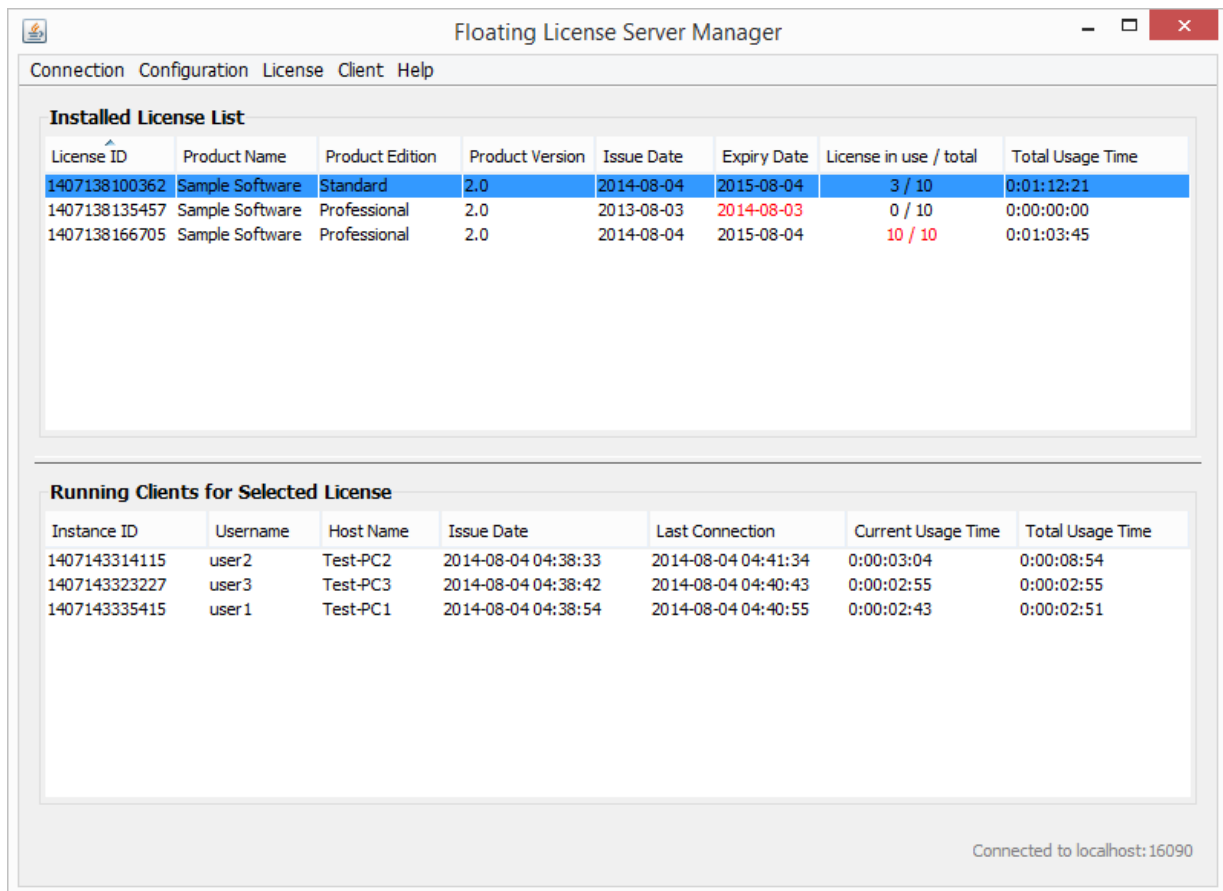 Floating License Server Manager
Connection Configuration License Client Help
Installed License List
License ID Product Name Product Edition Product Version Issue Date Expiry Date License in use / total Total Usage Time
1407138100362 Sample Software Standard 2.0 2014-08-04 2015-08-04 3 / 10 0:01:12:21
1407138135457 Sample Software Professional 2.0 2013-08-03 2014-08-03 0 / 10 0:00:00:00
1407138166705 Sample Software Professional 2.0 2014-08-04 2015-08-04 10 / 10 0:01:03:45
Running Clients for Selected License
Instance ID Username Host Name Issue Date Last Connection Current Usage Time Total Usage Time
1407143314115 user2 Test-PC2 2014-08-04 04:38:33 2014-08-04 04:41:34 0:00:03:04 0:00:08:54
1407143323227 user3 Test-PC3 2014-08-04 04:38:42 2014-08-04 04:40:43 0:00:02:55 0:00:02:55
1407143335415 user1 Test-PC1 2014-08-04 04:38:54 2014-08-04 04:40:55 0:00:02:43 0:00:02:51
Connected to localhost:16090